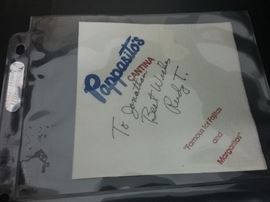 Pappasito's
CANTINA
To Jonathan
Best Wishes
Rudy T.
"Famous for Fajitas
and
Margaritas"